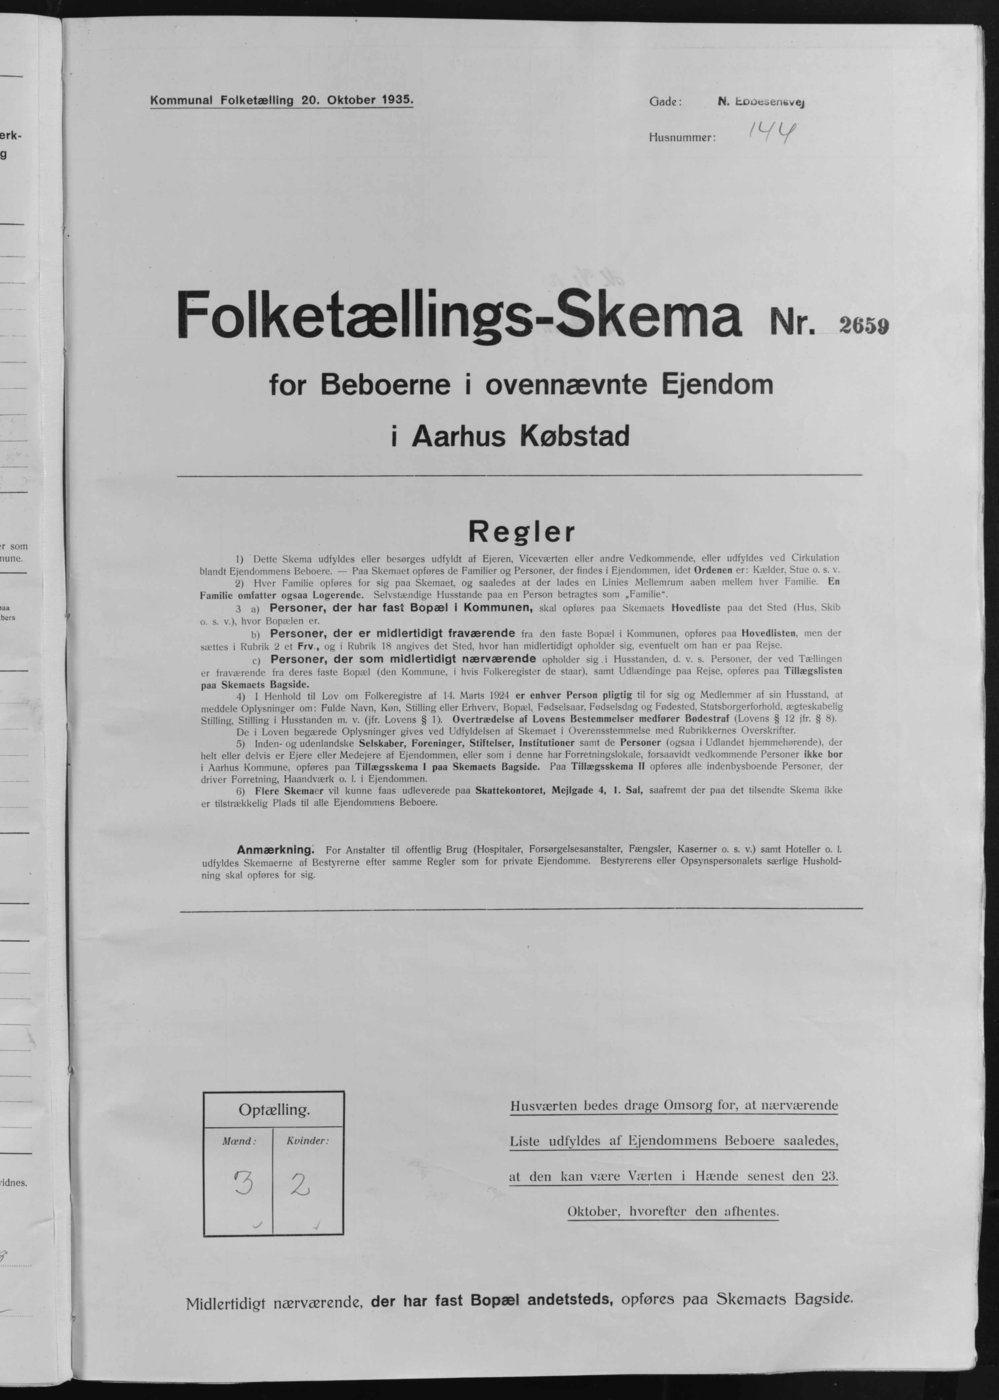 Kommunal Folketælling 20. Oktober 1935.
Gade: N. Ebbesensvej
Husnummer: 144
Folketællings-Skema Nr. 2659
for Beboerne i ovennævnte Ejendom
i Aarhus Købstad
Regler
1) Dette Skema udfyldes eller besørges udfyldt af Ejeren, Viceværten eller andre Vedkommende, eller udfyldes ved Cirkulation
blandt Ejendommens Beboere. — Paa Skemaet opføres de Familier og Personer, der findes i Ejendommen, idet Ordenen er: Kælder, Stue o. s. v.
2) Hver Familie opføres for sig paa Skemaet, og saaledes at der lades en Linies Mellemrum aaben mellem hver Familie. En
Familie omfatter ogsaa Logerende. Selvstændige Husstande paa en Person betragtes som „Familie“.
3 a) Personer, der har fast Bopæl i Kommunen, skal opføres paa Skemaets Hovedliste paa det Sted (Hus, Skib
o. s. v.), hvor Bopælen er.
b) Personer, der er midlertidigt fraværende fra den faste Bopæl i Kommunen, opføres paa Hovedlisten, men der
sættes i Rubrik 2 et Frv., og i Rubrik 18 angives det Sted, hvor han midlertidigt opholder sig, eventuelt om han er paa Rejse.
c) Personer, der som midlertidigt nærværende opholder sig i Husstanden, d. v. s. Personer, der ved Tællingen
er fraværende fra deres faste Bopæl (den Kommune, i hvis Folkeregister de staar), samt Udlændinge paa Rejse, opføres paa Tillægslisten
paa Skemaets Bagside.
4) I Henhold til Lov om Folkeregistre af 14. Marts 1924 er enhver Person pligtig til for sig og Medlemmer af sin Husstand, at
meddele Oplysninger om: Fulde Navn, Køn, Stilling eller Erhverv, Bopæl, Fødselsaar, Fødselsdag og Fødested, Statsborgerforhold, ægteskabelig
Stilling, Stilling i Husstanden m. v. (jfr. Lovens § 1). Overtrædelse af Lovens Bestemmelser medfører Bødestraf (Lovens § 12 jfr. § 8).
De i Loven begærede Oplysninger gives ved Udfyldelsen af Skemaet i Overensstemmelse med Rubrikkernes Overskrifter.
5) Inden- og udenlandske Selskaber, Foreninger, Stiftelser, Institutioner samt de Personer (ogsaa i Udlandet hjemmehørende), der
helt eller delvis er Ejere eller Medejere af Ejendommen, eller som i denne har Forretningslokale, forsaavidt vedkommende Personer ikke bor
i Aarhus Kommune, opføres paa Tillægsskema I paa Skemaets Bagside. Paa Tillægsskema II opføres alle indenbysboende Personer, der
driver Forretning, Haandværk o. l. i Ejendommen.
6) Flere Skemaer vil kunne faas udleverede paa Skattekontoret, Mejlgade 4, 1. Sal, saafremt der paa det tilsendte Skema ikke
er tilstrækkelig Plads til alle Ejendommens Beboere.
Anmærkning. For Anstalter til offentlig Brug (Hospitaler, Forsørgelsesanstalter, Fængsler, Kaserner o. s. v.) samt Hoteller o. l.
udfyldes Skemaerne af Bestyrerne efter samme Regler som for private Ejendomme. Bestyrerens eller Opsynspersonalets særlige Hushold-
ning skal opføres for sig.
Optælling.
Mænd: Kvinder:
3 2
Husværten bedes drage Omsorg for, at nærværende
Liste udfyldes af Ejendommens Beboere saaledes,
at den kan være Værten i Hænde senest den 23.
Oktober, hvorefter den afhentes.
Midlertidigt nærværende, der har fast Bopæl andetsteds, opføres paa Skemaets Bagside.